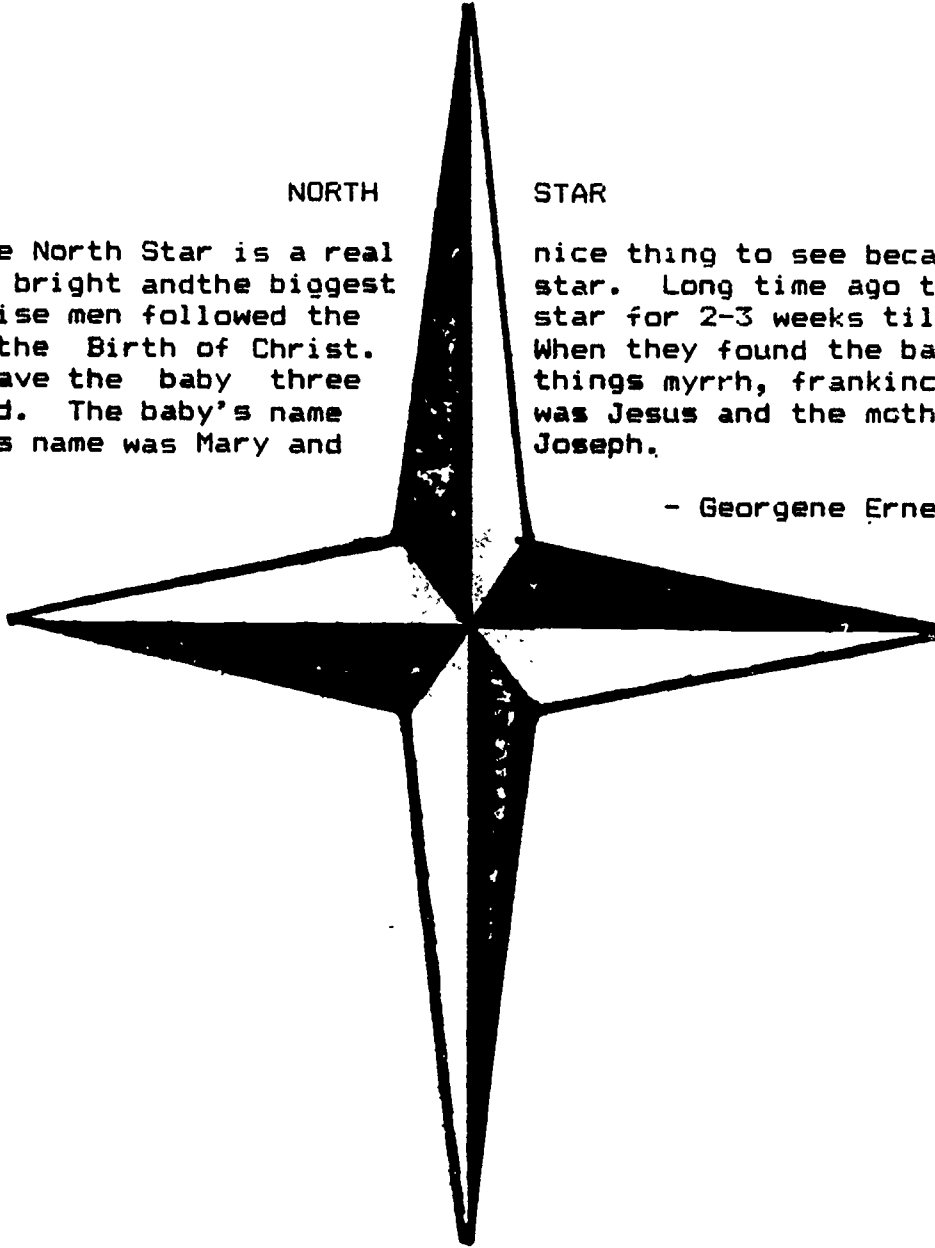 NORTH STAR
e North Star is a real nice thing to see beca
bright andthe biggest star. Long time ago t
ise men followed the star for 2-3 weeks til
the Birth of Christ. When they found the ba
ave the baby three things myrrh, frankinc
d. The baby's name was Jesus and the moth
s name was Mary and Joseph.
- Georgene Erne